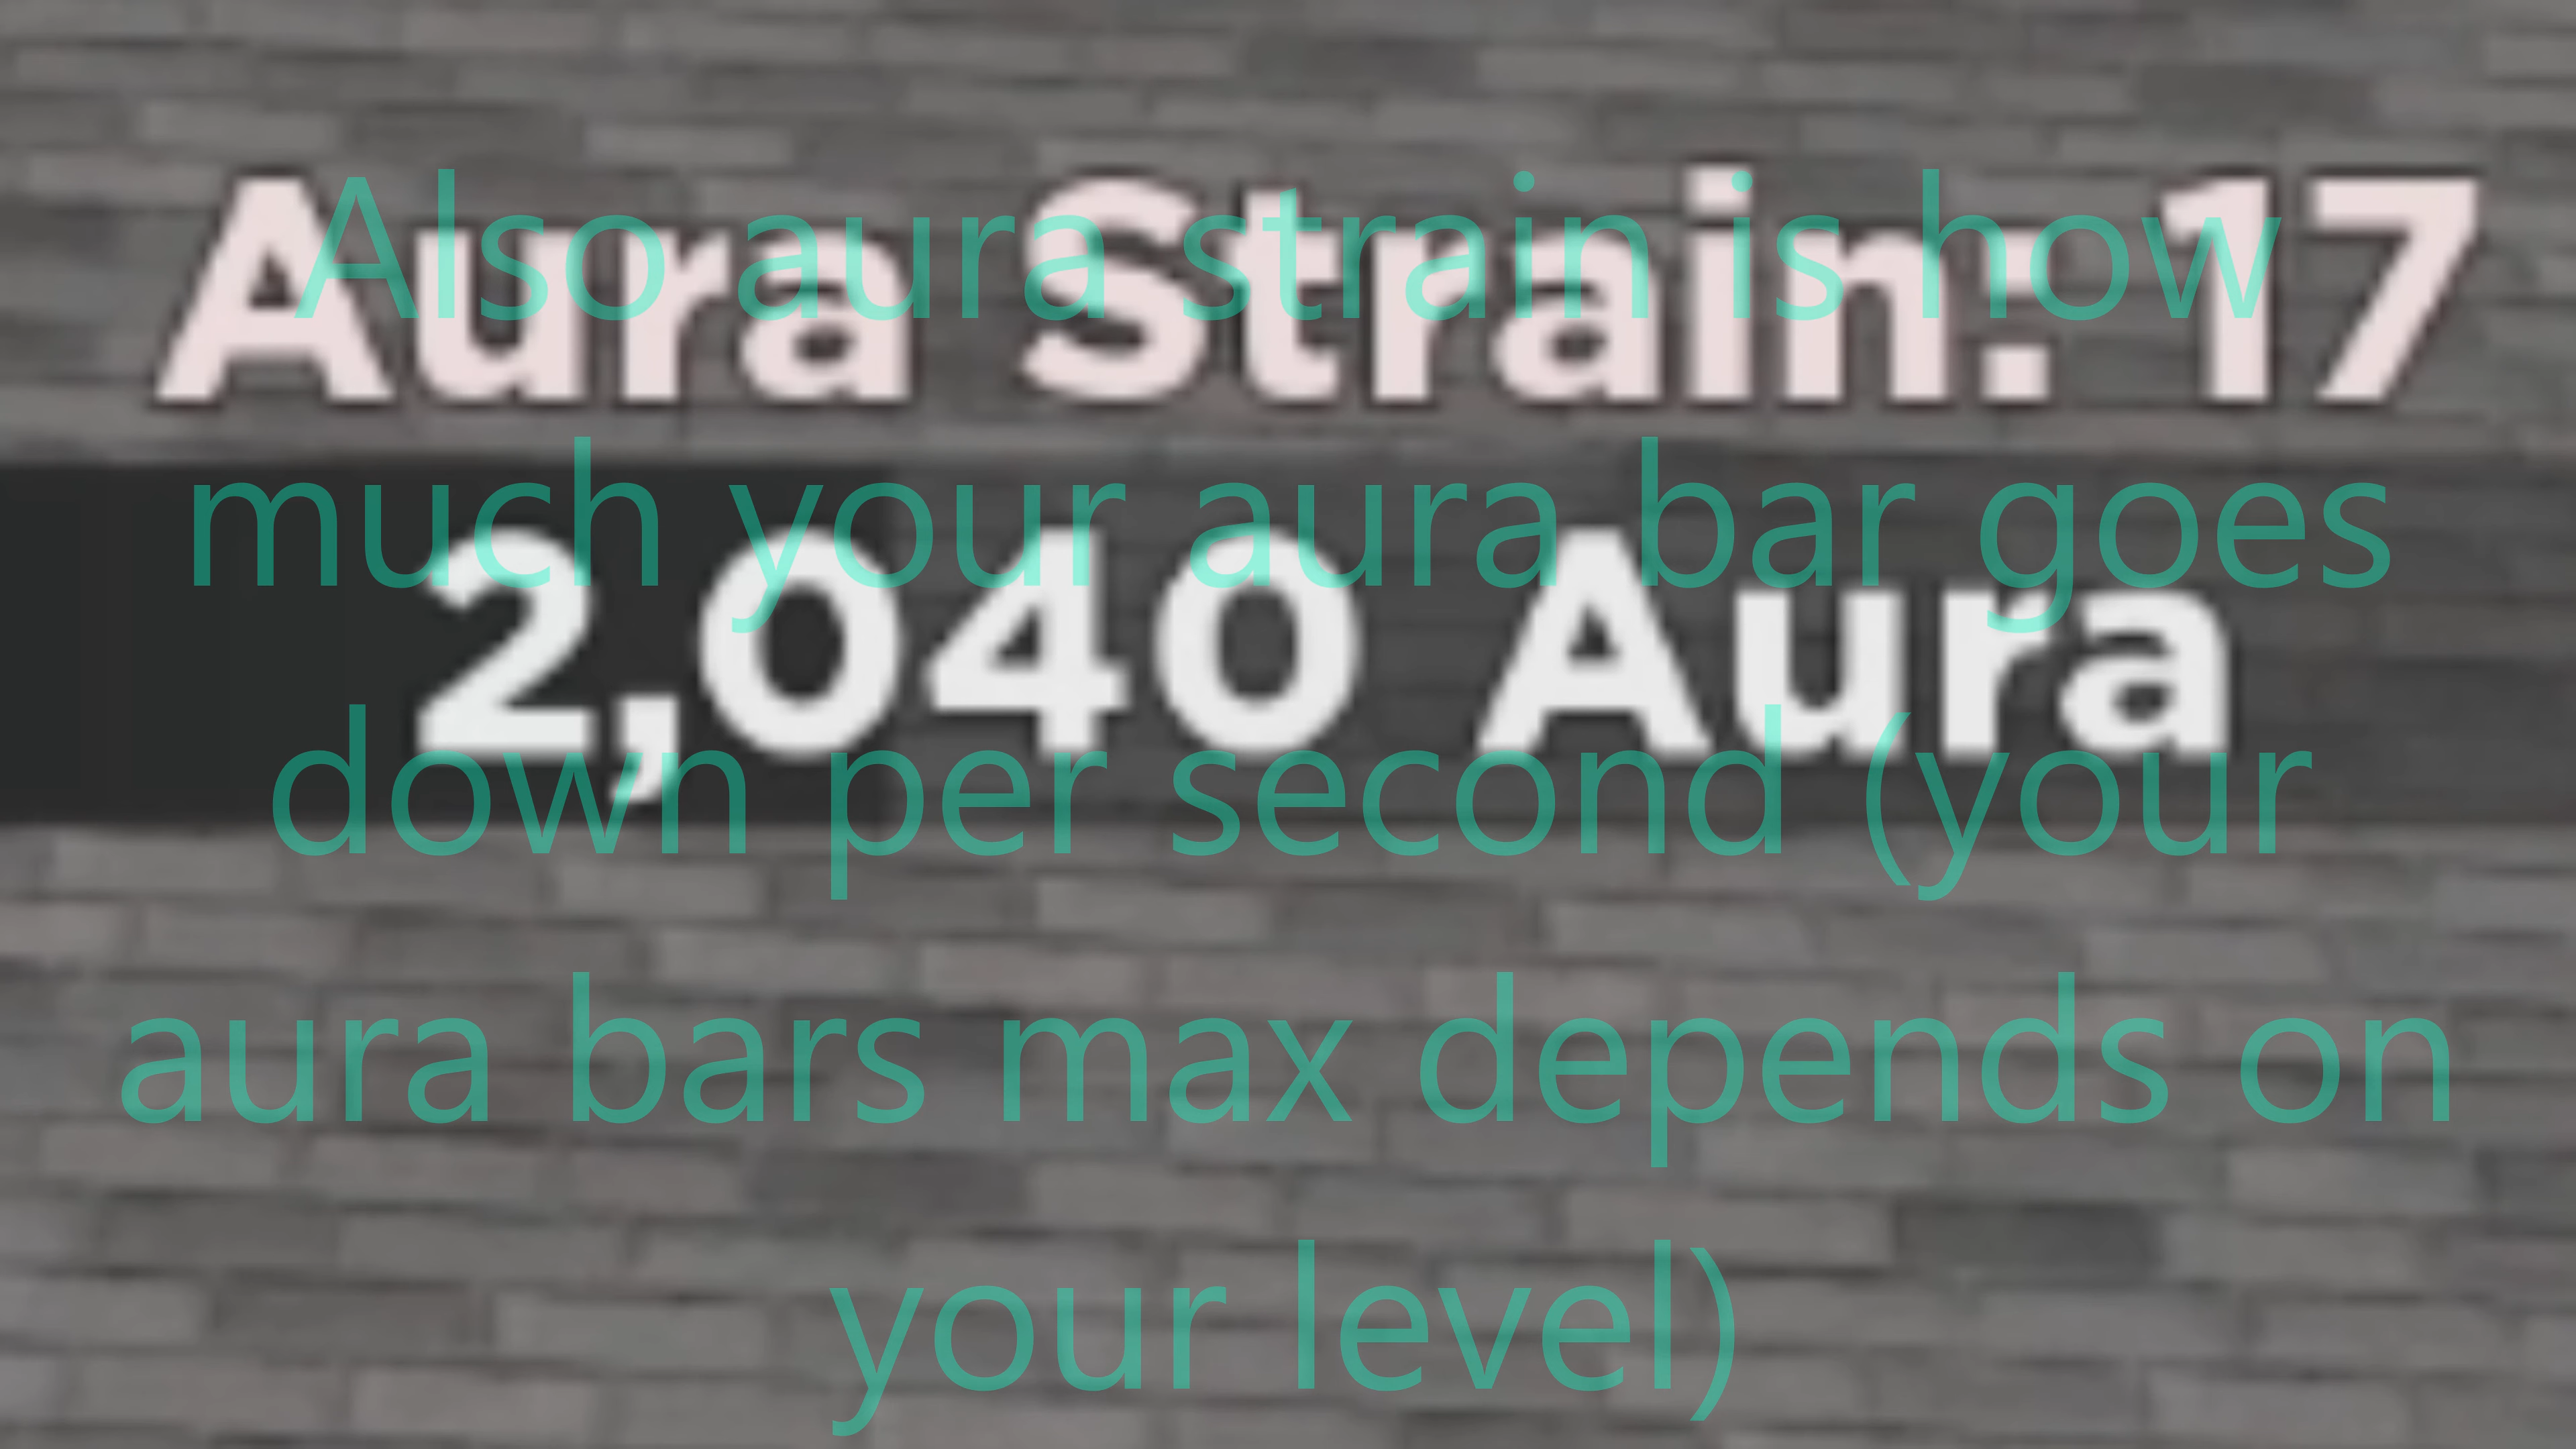 Aura Strain: 17
2,040 Aura
Also aura strain is how
much your aura bar goes
down per second (your
aura bars max depends on
your level)